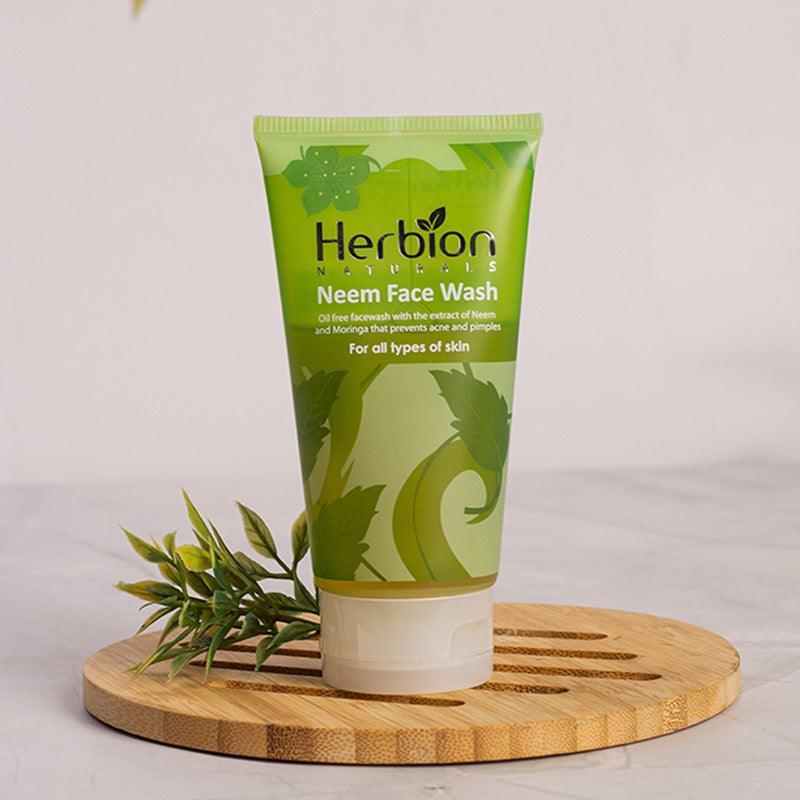 Herbion
NATURALS
Neem Face Wash
Oil free facewash with the extract of Neem
and Moringa that prevents acne and pimples
For all types of skin